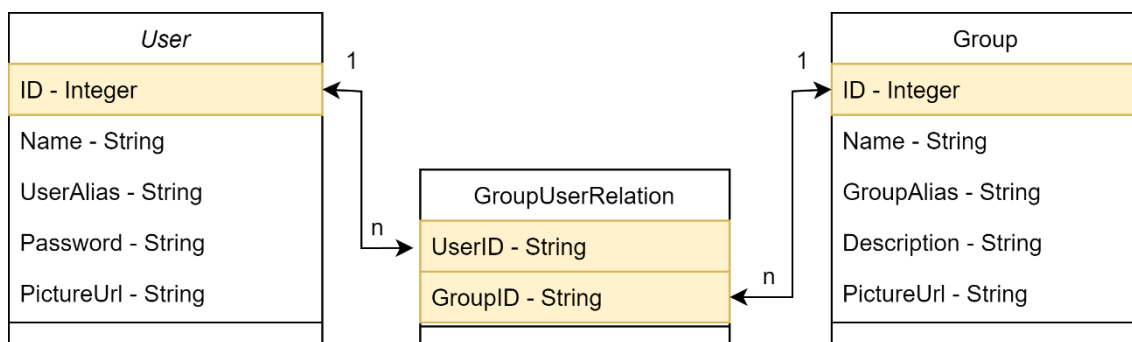 User
ID - Integer
Name - String
UserAlias - String
Password - String
PictureUrl - String
1
n
GroupUserRelation
UserID - String
GroupID - String
1
n
Group
ID - Integer
Name - String
GroupAlias - String
Description - String
PictureUrl - String